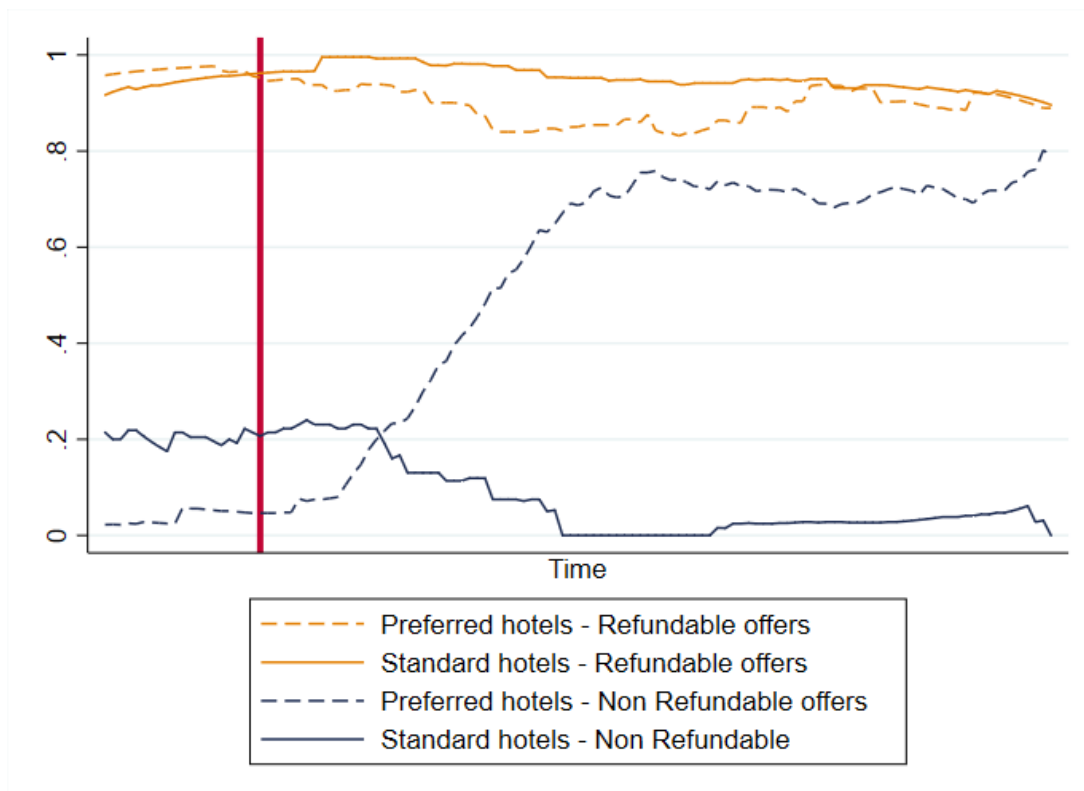 1
.8
.6
.4
.2
0
Time
Preferred hotels - Refundable offers
Standard hotels - Refundable offers
Preferred hotels - Non Refundable offers
Standard hotels - Non Refundable